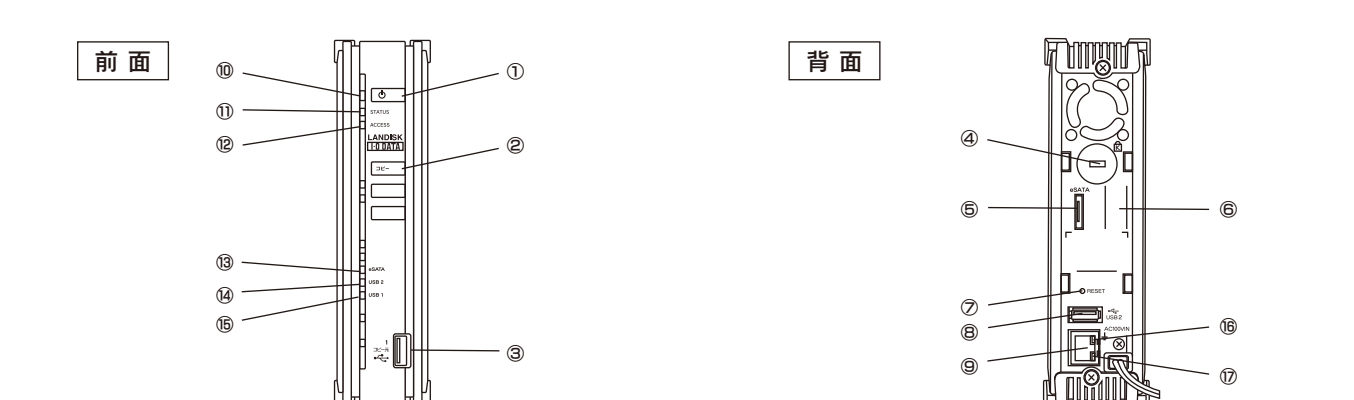 前 面
⑩
⑪
⑫
①
②
STATUS
ACCESS
LANDISK
I-O DATA
コピー
⑬
⑭
⑮
eSATA
USB 2
USB 1
1
コピー元
③
背 面
④
⑤
⑥
eSATA
RESET
⑦
⑧
⑨
USB 2
AC100VIN
⑯
⑰